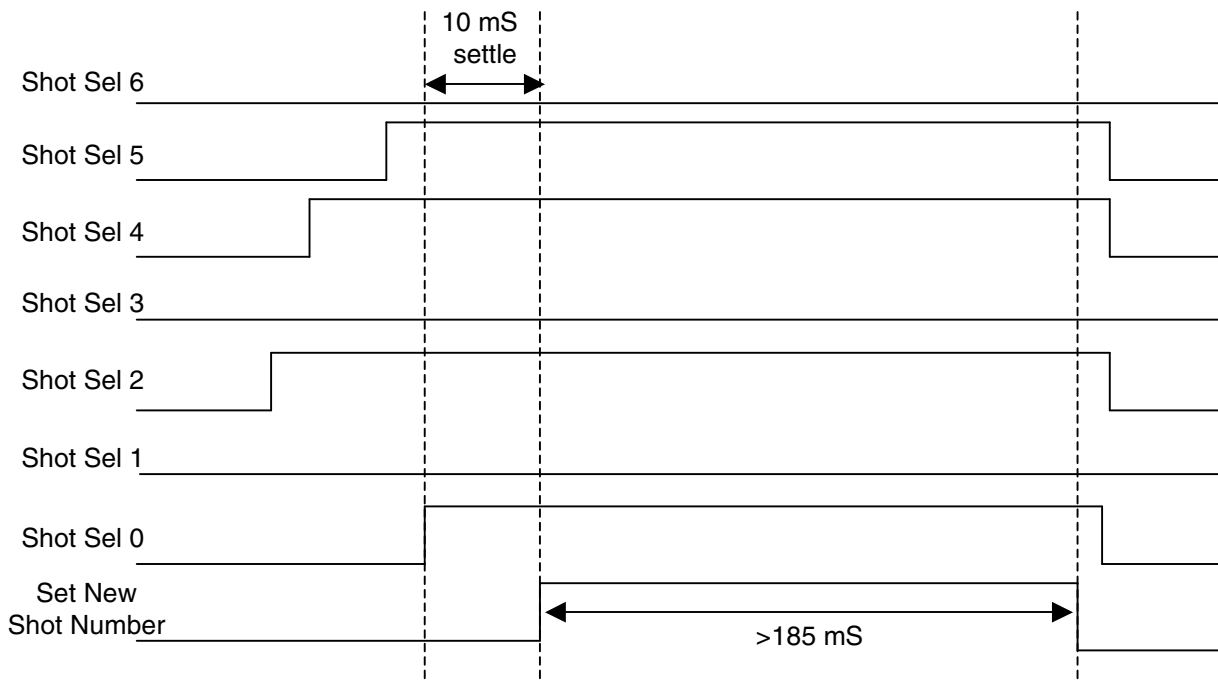 10 mS
settle
Shot Sel 6
Shot Sel 5
Shot Sel 4
Shot Sel 3
Shot Sel 2
Shot Sel 1
Shot Sel 0
Set New
Shot Number
>185 mS